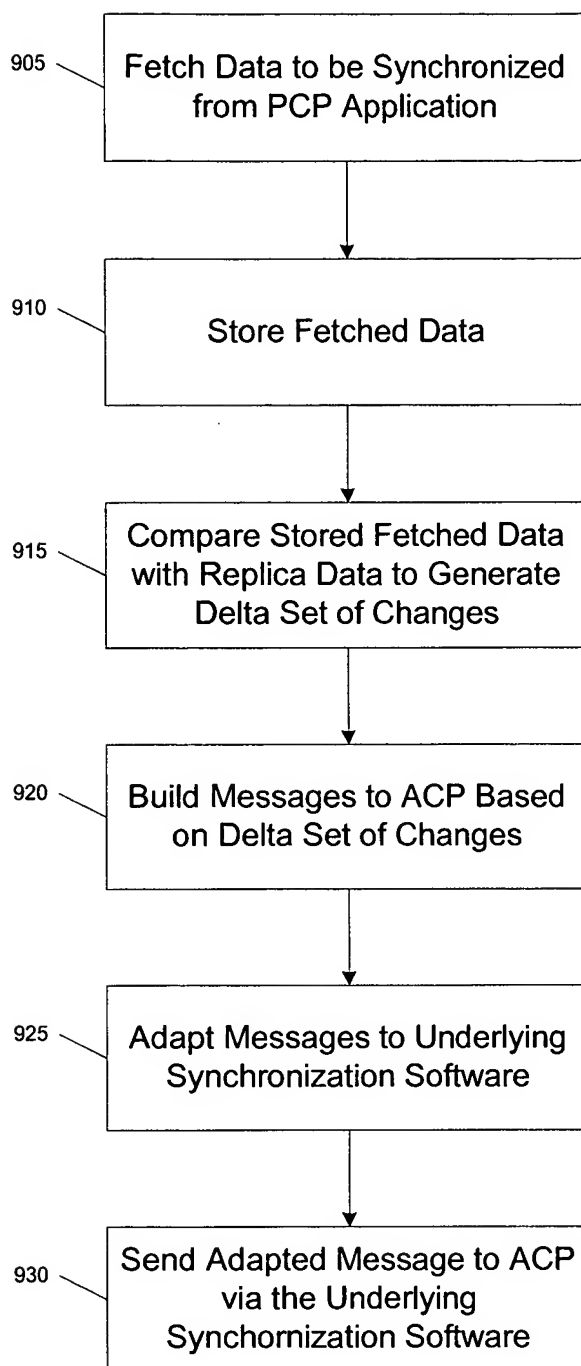 905
Fetch Data to be Synchronized
from PCP Application
910
Store Fetched Data
915
Compare Stored Fetched Data
with Replica Data to Generate
Delta Set of Changes
920
Build Messages to ACP Based
on Delta Set of Changes
925
Adapt Messages to Underlying
Synchronization Software
930
Send Adapted Message to ACP
via the Underlying
Synchornization Software